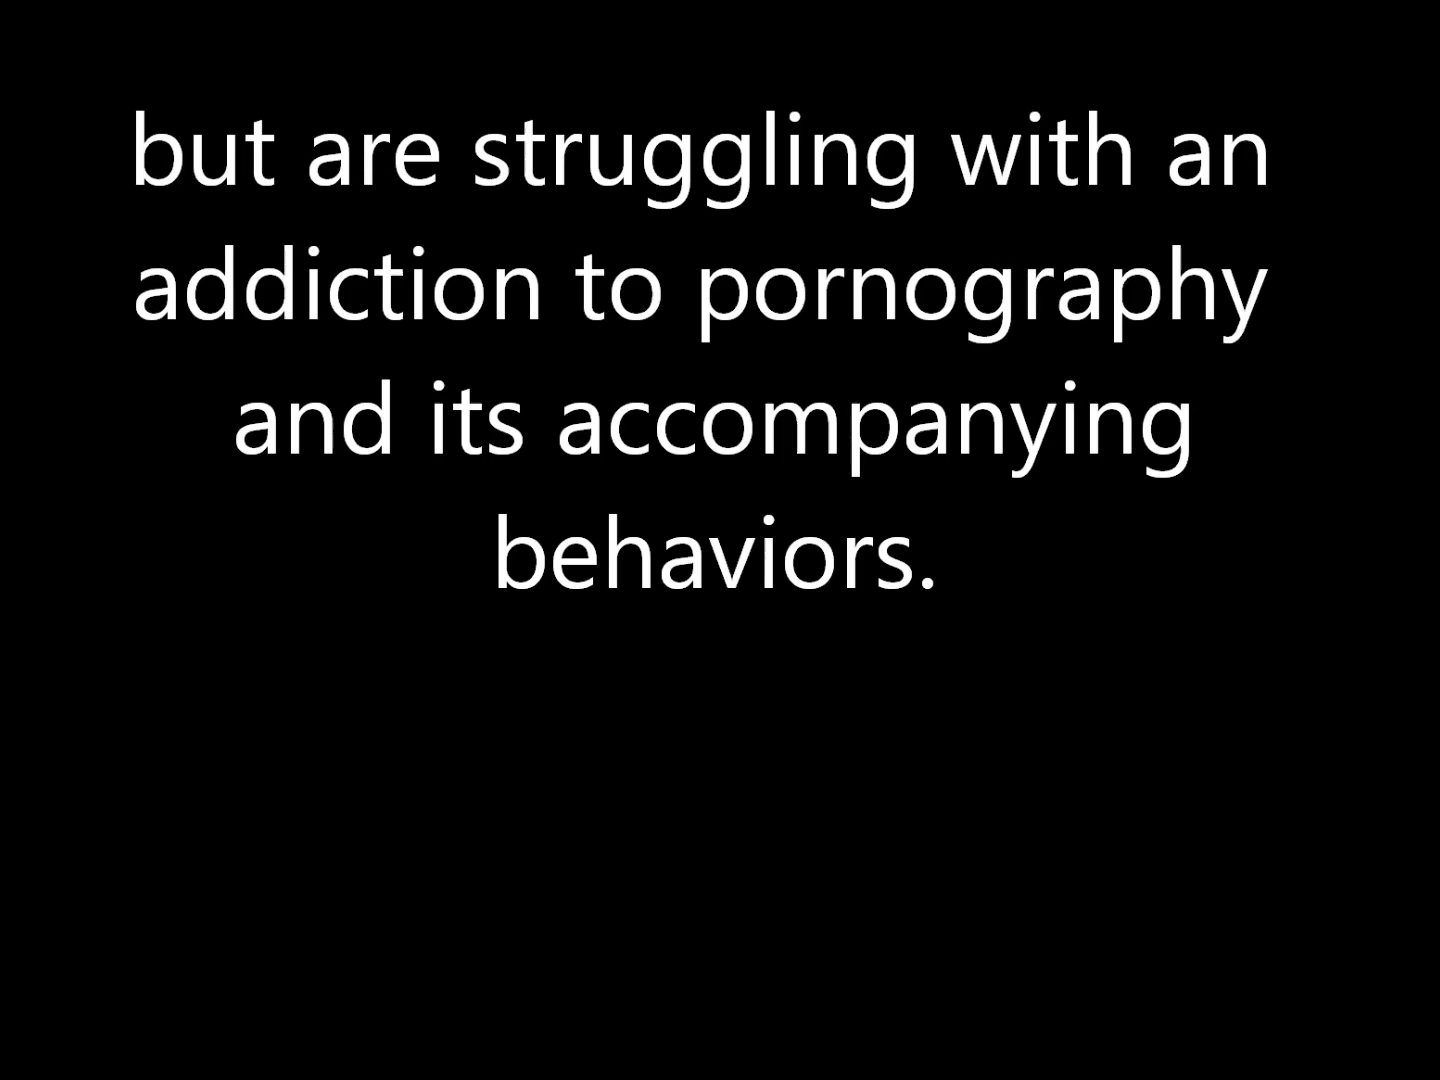 but are struggling with an
addiction to pornography
and its accompanying
behaviors.